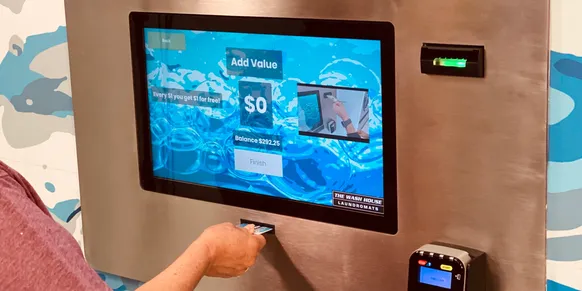 Add Value
Every $1 you get $1 for free!
$0
Balance $292.25
Finish
THE WASH HOUSE
LAUNDROMATS